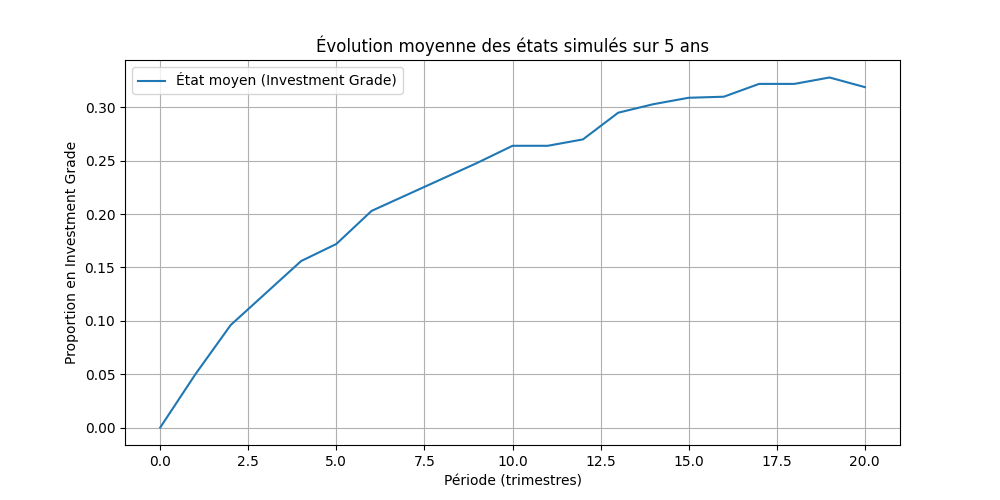 Évolution moyenne des états simulés sur 5 ans
État moyen (Investment Grade)
Proportion en Investment Grade
0.30
0.25
0.20
0.15
0.10
0.05
0.00
0.0 2.5 5.0 7.5 10.0 12.5 15.0 17.5 20.0
Période (trimestres)